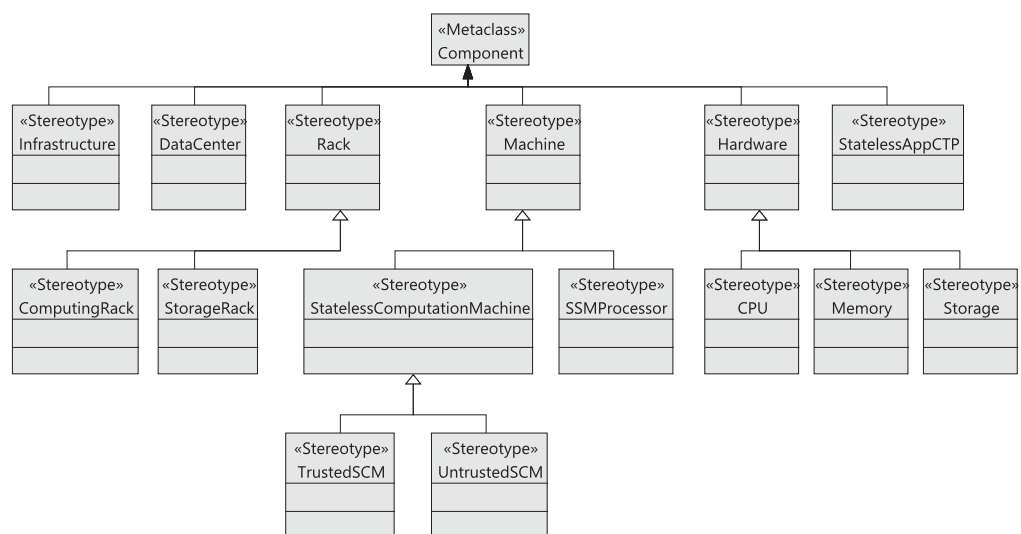 «Metaclass»
Component
«Stereotype»
Infrastructure
«Stereotype»
DataCenter
«Stereotype»
Rack
«Stereotype»
Machine
«Stereotype»
Hardware
«Stereotype»
StatelessAppCTP
«Stereotype»
ComputingRack
«Stereotype»
StorageRack
«Stereotype»
StatelessComputationMachine
«Stereotype»
SSMProcessor
«Stereotype»
CPU
«Stereotype»
Memory
«Stereotype»
Storage
«Stereotype»
TrustedSCM
«Stereotype»
UntrustedSCM